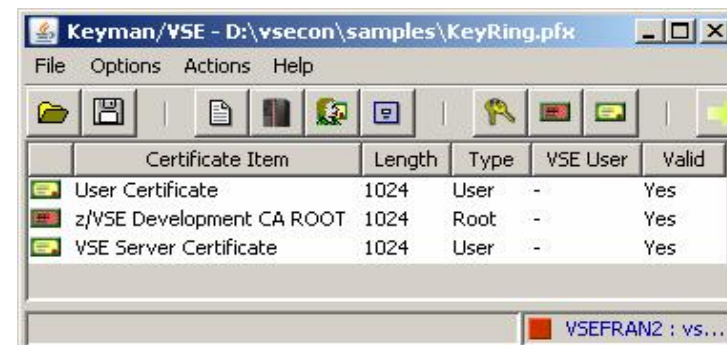 Keyman/VSE - D:\vsecon\samples\KeyRing.pfx
File Options Actions Help
Certificate Item Length Type VSE User Valid
User Certificate 1024 User - Yes
z/VSE Development CA ROOT 1024 Root - Yes
VSE Server Certificate 1024 User - Yes
VSEFRAN2 : vs...